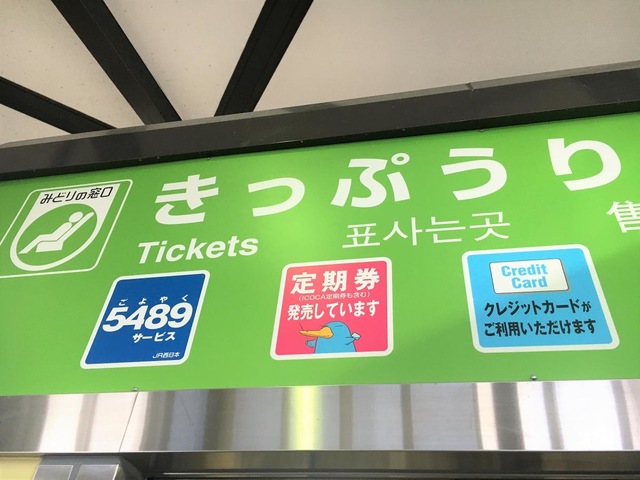 みどりの窓口
きっぷうり
Tickets
표사는곳
售
ごよやく
5489
サービス
JR西日本
定期券
(ICOCA定期券も含む)
発売しています
Credit
Card
クレジットカードが
ご利用いただけます